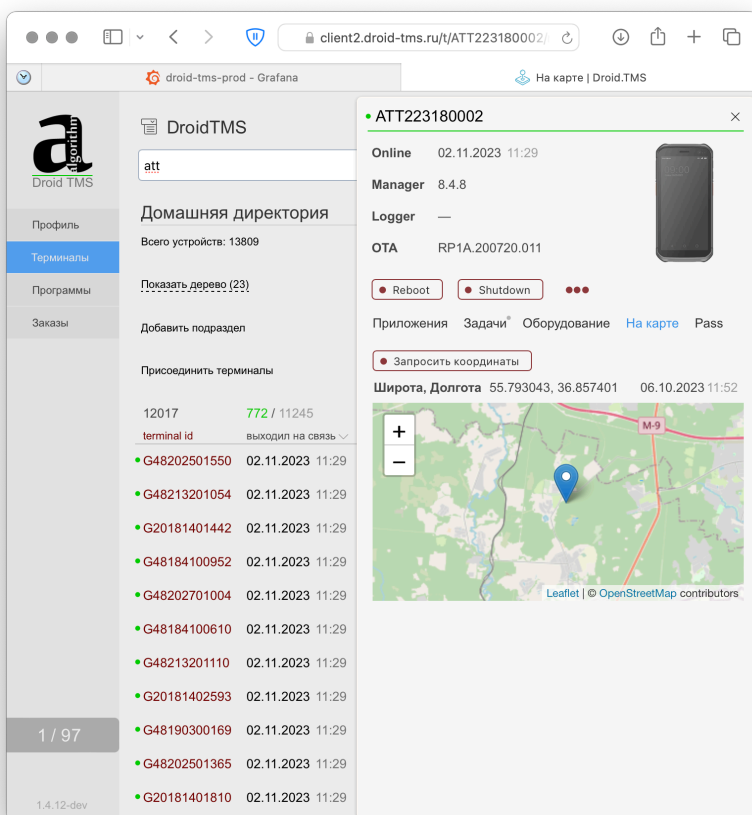 client2.droid-tms.ru/t/ATT223180002/
droid-tms-prod - Grafana
На карте | Droid.TMS
a
algorithm
Droid TMS
Профиль
Терминалы
Программы
Заказы
1 / 97
1.4.12-dev
DroidTMS
att
Домашняя директория
Всего устройств: 13809
Показать дерево (23)
Добавить подраздел
Присоединить терминалы
12017 772 / 11245
terminal id выходил на связь
G48202501550 02.11.2023 11:29
G48213201054 02.11.2023 11:29
G20181401442 02.11.2023 11:29
G48184100952 02.11.2023 11:29
G48202701004 02.11.2023 11:29
G48184100610 02.11.2023 11:29
G48213201110 02.11.2023 11:29
G20181402593 02.11.2023 11:29
G48190300169 02.11.2023 11:29
G48202501365 02.11.2023 11:29
G20181401810 02.11.2023 11:29
ATT223180002
Online 02.11.2023 11:29
Manager 8.4.8
Logger —
OTA RP1A.200720.011
Reboot Shutdown
Приложения Задачи Оборудование На карте Pass
Запросить координаты
Широта, Долгота 55.793043, 36.857401 06.10.2023 11:52
+
−
М-9
Leaflet | © OpenStreetMap contributors